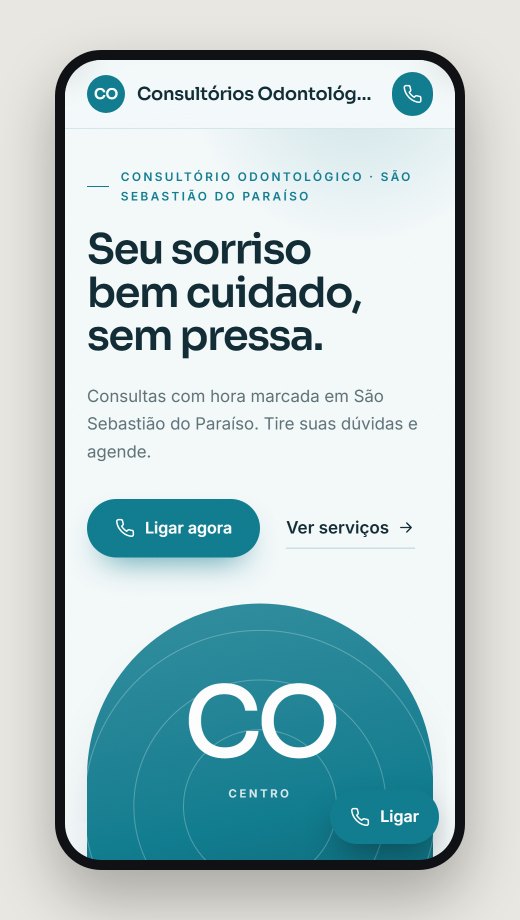 CO Consultórios Odontológ...
CONSULTÓRIO ODONTOLÓGICO · SÃO
SEBASTIÃO DO PARAÍSO
Seu sorriso
bem cuidado,
sem pressa.
Consultas com hora marcada em São
Sebastião do Paraíso. Tire suas dúvidas e
agende.
Ligar agora
Ver serviços →
CO
CENTRO
Ligar